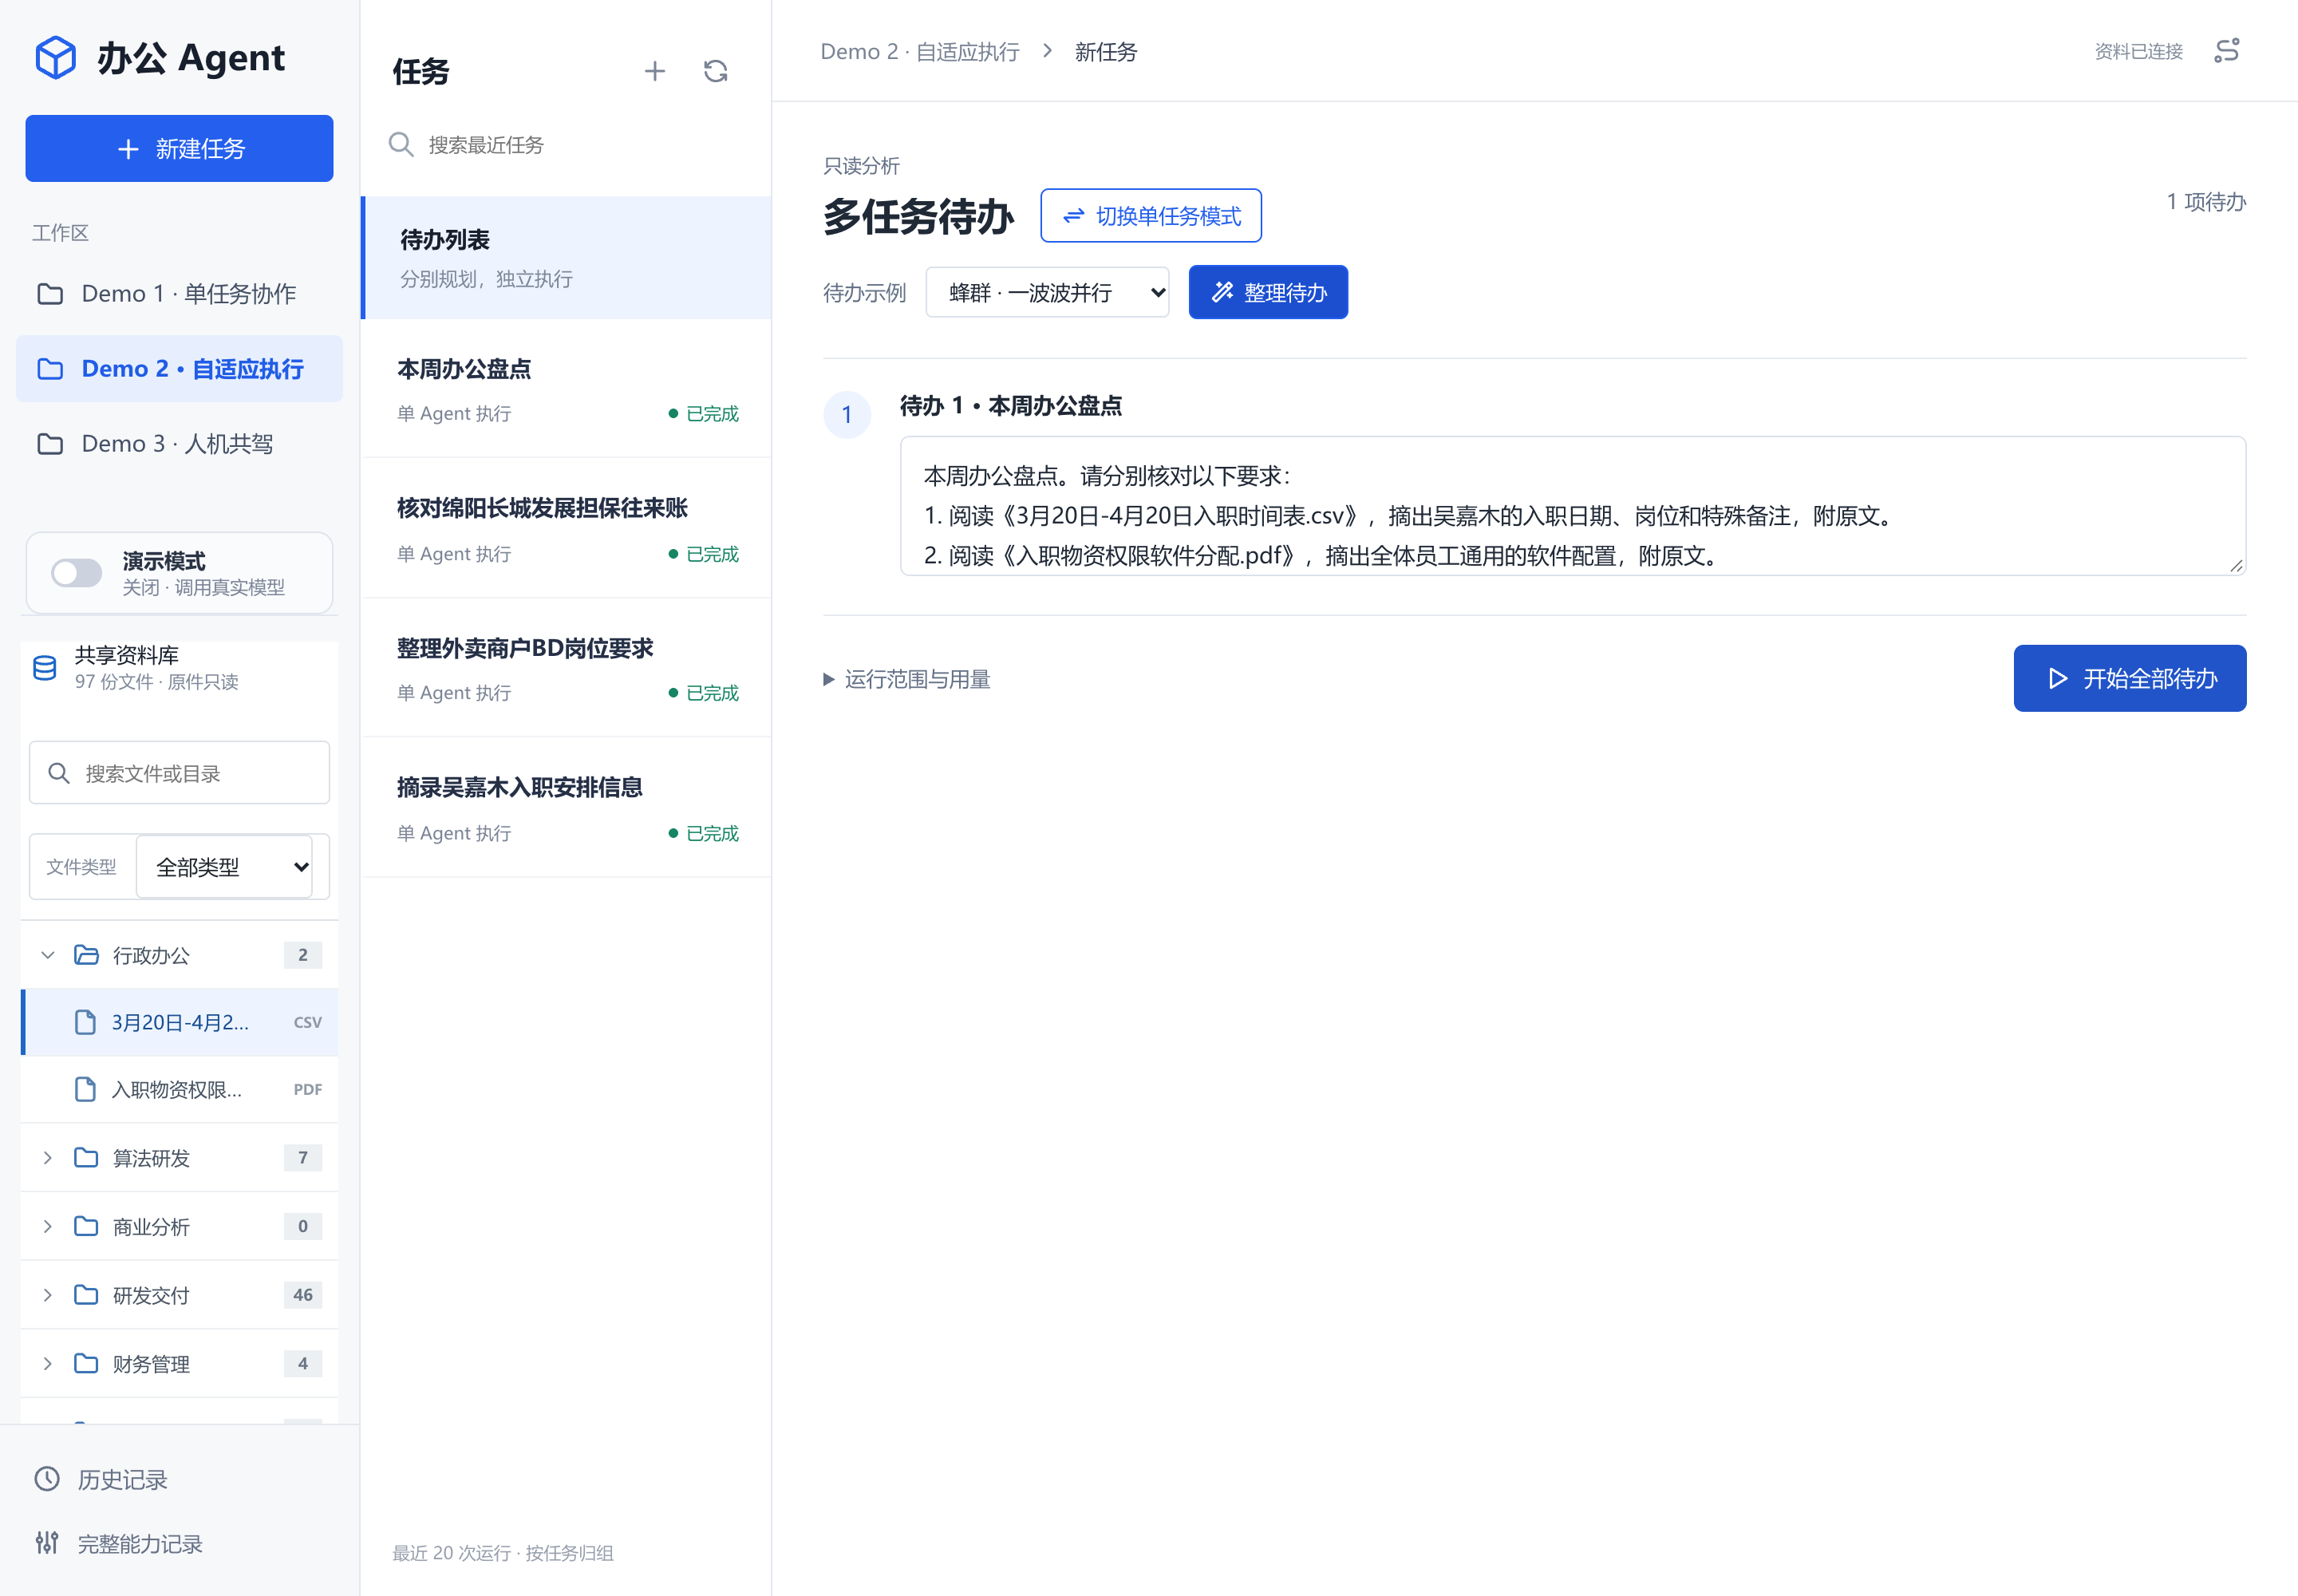 办公 Agent
新建任务
工作区
Demo 1 · 单任务协作
Demo 2 · 自适应执行
Demo 3 · 人机共驾
演示模式
关闭 · 调用真实模型
共享资料库
97 份文件 · 原件只读
搜索文件或目录
文件类型
全部类型
行政办公 2
3月20日-4月2... CSV
入职物资权限... PDF
算法研发 7
商业分析 0
研发交付 46
财务管理 4
历史记录
完整能力记录
任务
搜索最近任务
待办列表
分别规划，独立执行
本周办公盘点
单 Agent 执行 已完成
核对绵阳长城发展担保往来账
单 Agent 执行 已完成
整理外卖商户BD岗位要求
单 Agent 执行 已完成
摘录吴嘉木入职安排信息
单 Agent 执行 已完成
最近 20 次运行 · 按任务归组
Demo 2 · 自适应执行 新任务
资料已连接
只读分析
多任务待办
切换单任务模式
1 项待办
待办示例
蜂群 · 一波波并行
整理待办
1
待办 1 · 本周办公盘点
本周办公盘点。请分别核对以下要求：
1. 阅读《3月20日-4月20日入职时间表.csv》，摘出吴嘉木的入职日期、岗位和特殊备注，附原文。
2. 阅读《入职物资权限软件分配.pdf》，摘出全体员工通用的软件配置，附原文。
运行范围与用量
开始全部待办